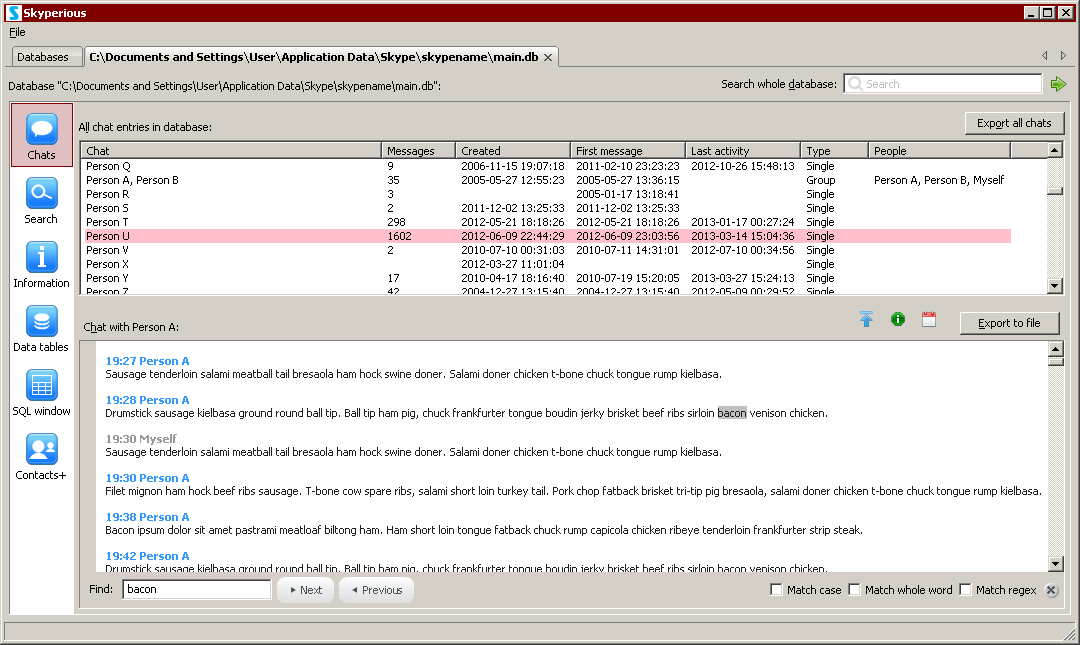 Skyperious
File
Databases
C:\Documents and Settings\User\Application Data\Skype\skypename\main.db
Database "C:\Documents and Settings\User\Application Data\Skype\skypename\main.db":
Search whole database:
Search
Chats
Search
Information
Data tables
SQL window
Contacts+
All chat entries in database:
Export all chats
Chat Messages Created First message Last activity Type People
Person Q 9 2006-11-15 19:07:18 2011-02-10 23:23:23 2012-10-26 15:48:13 Single
Person A, Person B 35 2005-05-27 12:55:23 2005-05-27 13:36:15 Group Person A, Person B, Myself
Person R 3 2005-01-17 13:18:41 Single
Person S 2 2011-12-02 13:25:33 2011-12-02 13:25:33 Single
Person T 298 2012-05-21 18:18:26 2012-05-21 18:18:26 2013-01-17 00:27:24 Single
Person U 1602 2012-06-09 22:44:29 2012-06-09 23:03:56 2013-03-14 15:04:36 Single
Person V 2 2010-07-10 00:31:03 2010-07-11 14:31:01 2012-07-10 00:34:56 Single
Person X 2012-03-27 11:01:04 Single
Person Y 17 2010-04-17 18:16:40 2010-07-19 15:20:05 2013-03-27 15:24:13 Single
Person Z 42 2004-12-27 13:15:40 2004-12-27 13:15:40 2012-05-09 00:29:52 Single
Chat with Person A:
Export to file
19:27 Person A
Sausage tenderloin salami meatball tail bresaola ham hock swine doner. Salami doner chicken t-bone chuck tongue rump kielbasa.
19:28 Person A
Drumstick sausage kielbasa ground round ball tip. Ball tip ham pig, chuck frankfurter tongue boudin jerky brisket beef ribs sirloin bacon venison chicken.
19:30 Myself
Sausage tenderloin salami meatball tail bresaola ham hock swine doner. Salami doner chicken t-bone chuck tongue rump kielbasa.
19:30 Person A
Filet mignon ham hock beef ribs sausage. T-bone cow spare ribs, salami short loin turkey tail. Pork chop fatback brisket tri-tip pig bresaola, salami doner chicken t-bone chuck tongue rump kielbasa.
19:38 Person A
Bacon ipsum dolor sit amet pastrami meatloaf biltong ham. Ham short loin tongue fatback chuck rump capicola chicken ribeye tenderloin frankfurter strip steak.
19:42 Person A
Drumstick sausage kielbasa ground round ball tip. Ball tip ham pig, chuck frankfurter tongue boudin jerky brisket beef ribs sirloin bacon venison chicken.
Find: bacon Next Previous Match case Match whole word Match regex